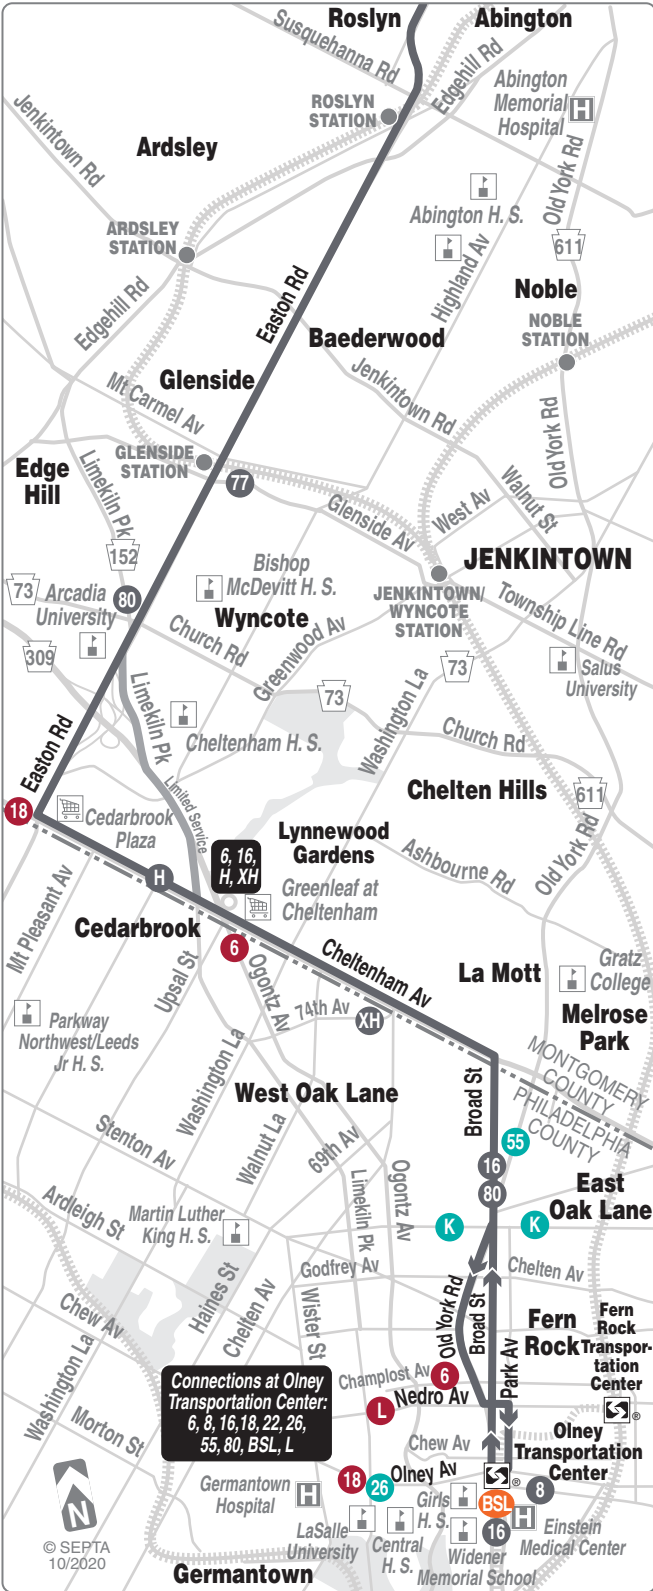 Roslyn
Abington
Susquehanna Rd
Edgehill Rd
Abington
Memorial
Hospital
H
ROSLYN
STATION
Jenkintown Rd
Ardsley
Old York Rd
Abington H. S.
ARDSLEY
STATION
611
Highland Av
Easton Rd
Edgehill Rd
Noble
NOBLE
STATION
Baederwood
Glenside
Jenkintown Rd
Mt Carmel Av
Old York Rd
GLENSIDE
STATION
Edge
Hill
Limekiln Pk
77
Walnut St
West Av
Glenside Av
152
JENKINTOWN
73
Arcadia
University
80
Bishop
McDevitt H. S.
JENKINTOWN/
WYNCOTE
STATION
Wyncote
Township Line Rd
Church Rd
Greenwood Av
309
73
Salus
University
73
Limekiln Pk
Washington La
Cheltenham H. S.
Church Rd
Easton Rd
Limited Service
Chelten Hills
611
18
Cedarbrook
Plaza
Lynnewood
Gardens
Ashbourne Rd
Old York Rd
6, 16,
H, XH
H
Greenleaf at
Cheltenham
Mt Pleasant Av
Cedarbrook
6
Cheltenham Av
Upsal St
Ogontz Av
La Mott
Gratz
College
74th Av
Parkway
Northwest/Leeds
Jr H. S.
XH
Melrose
Park
MONTGOMERY
COUNTY
PHILADELPHIA
COUNTY
Washington La
West Oak Lane
Broad St
Stenton Av
Walnut La
69th Av
55
16
80
Limekiln Pk
Ogontz Av
East
Oak Lane
Ardleigh St
Martin Luther
King H. S.
K
K
Haines St
Godfrey Av
Chelten Av
Chew Av
Chelten Av
Wister St
Old York Rd
Broad St
Park Av
Fern
Rock
Fern
Rock
Transpor-
tation
Center
Washington La
Champlost Av
6
Connections at Olney
Transportation Center:
6, 8, 16,18, 22, 26,
55, 80, BSL, L
L
Nedro Av
®
Morton St
Chew Av
Olney
Transportation
Center
18
Olney Av
®
26
8
N
Germantown
Hospital
H
Girls
H. S.
BSL
H
16
Einstein
Medical Center
LaSalle
University
Central
H. S.
Widener
Memorial School
© SEPTA
10/2020
Germantown